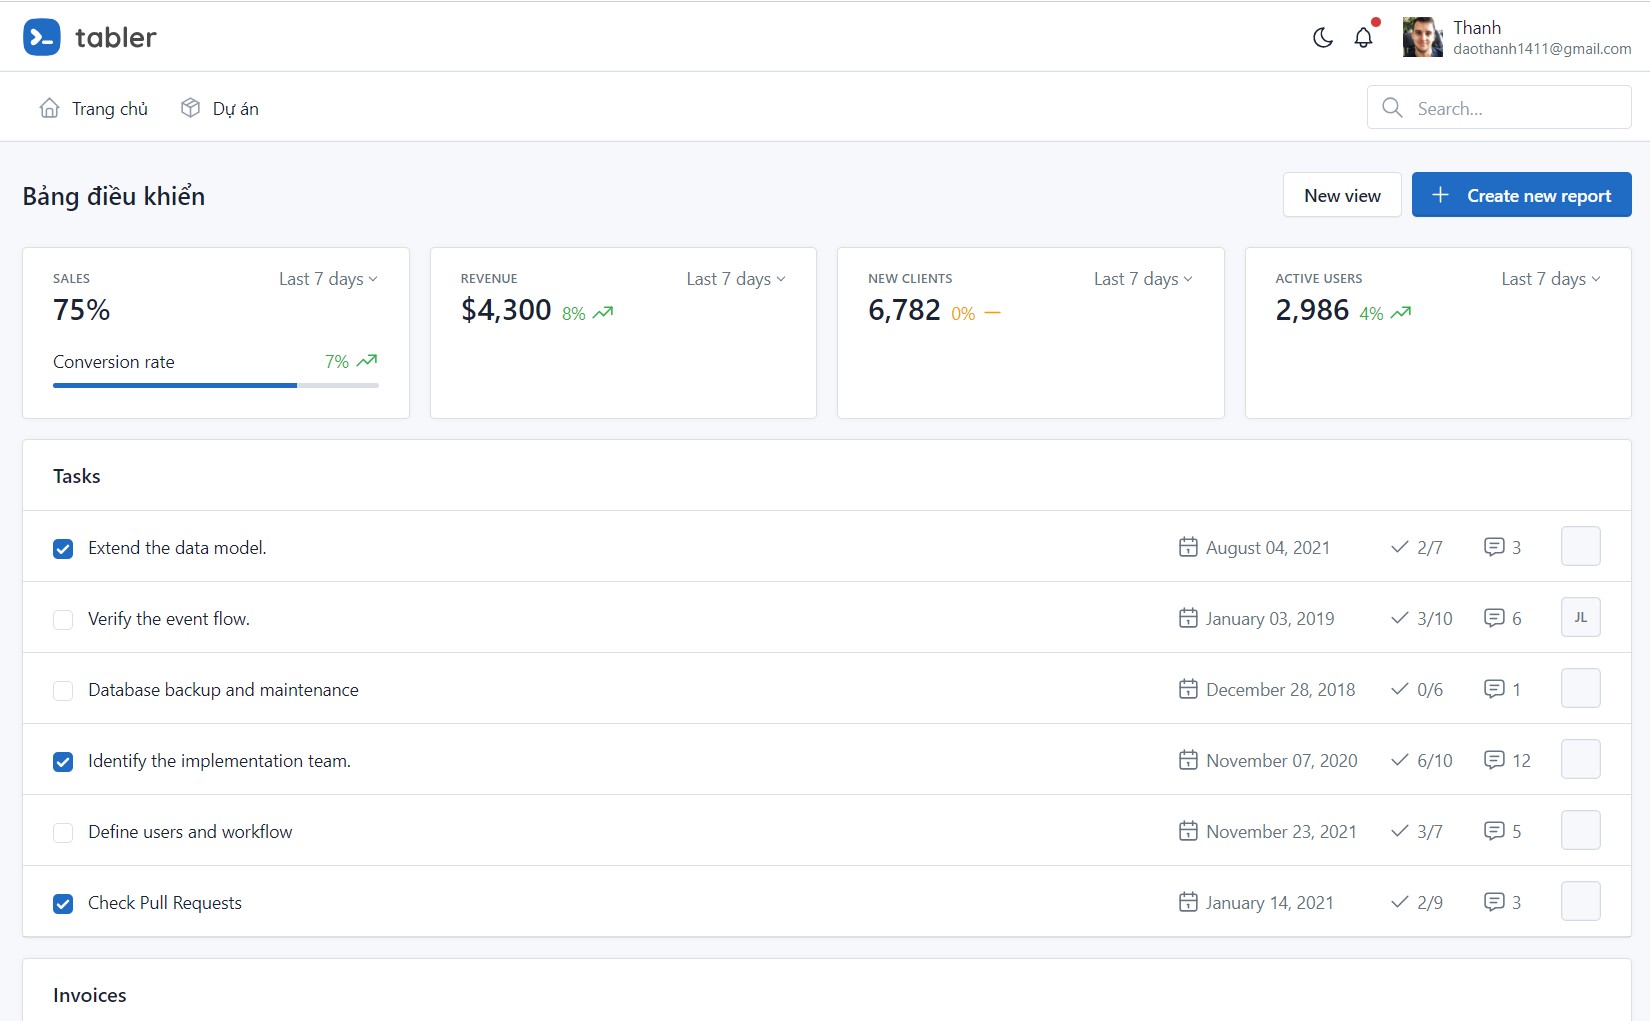 tabler
Thanh
daothanh1411@gmail.com
Trang chủ
Dự án
Search...
Bảng điều khiển
New view
Create new report
SALES
Last 7 days
75%
Conversion rate
7%
REVENUE
Last 7 days
$4,300 8%
NEW CLIENTS
Last 7 days
6,782 0%
ACTIVE USERS
Last 7 days
2,986 4%
Tasks
Extend the data model. August 04, 2021 2/7 3
Verify the event flow. January 03, 2019 3/10 6 JL
Database backup and maintenance December 28, 2018 0/6 1
Identify the implementation team. November 07, 2020 6/10 12
Define users and workflow November 23, 2021 3/7 5
Check Pull Requests January 14, 2021 2/9 3
Invoices